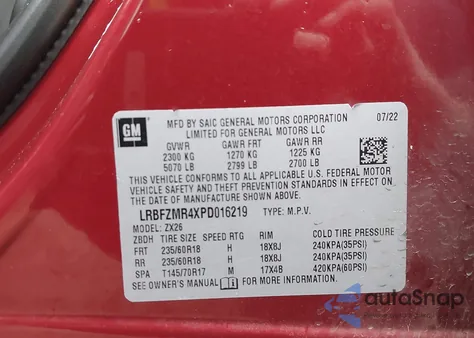 GM
MFD BY SAIC GENERAL MOTORS CORPORATION 07/22
LIMITED FOR GENERAL MOTORS LLC
GVWR GAWR FRT GAWR RR
2300 KG 1270 KG 1225 KG
5070 LB 2799 LB 2700 LB
THIS VEHICLE CONFORMS TO ALL APPLICABLE U.S. FEDERAL MOTOR
VEHICLE SAFETY AND THEFT PREVENTION STANDARDS IN EFFECT ON
THE DATE OF MANUFACTURE SHOWN ABOVE.
LRBFZMR4XPD016219 TYPE: M.P.V.
MODEL: ZX26
ZBDH TIRE SIZE SPEED RTG RIM COLD TIRE PRESSURE
FRT 235/60R18 H 18X8J 240KPA(35PSI)
RR 235/60R18 H 18X8J 240KPA(35PSI)
SPA T145/70R17 M 17X4B 420KPA(60PSI)
SEE OWNER'S MANUAL FOR MORE INFORMATION.
autoSnap